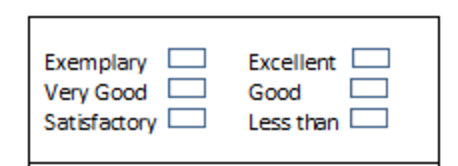 Exemplary Excellent
Very Good Good
Satisfactory Less than